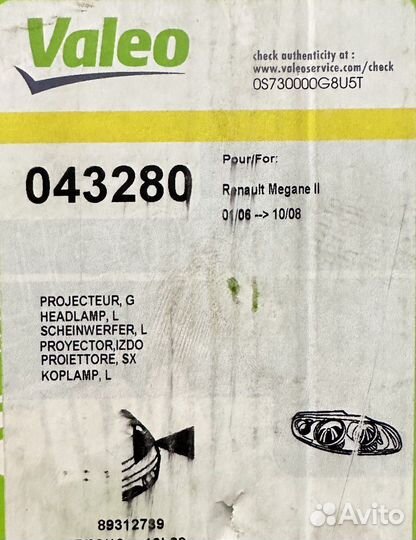 Valeo
check authenticity at :
www.valeoservice.com/check
0S730000G8U5T
043280
Pour/For:
Renault Megane II
01/06 --> 10/08
PROJECTEUR, G
HEADLAMP, L
SCHEINWERFER, L
PROYECTOR,IZDO
PROIETTORE, SX
KOPLAMP, L
89312739
Avito